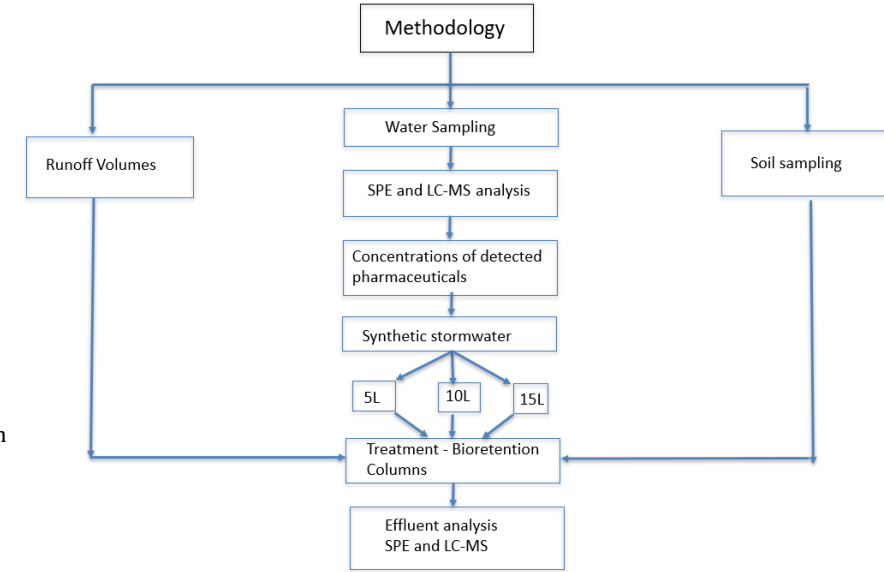 Methodology
Runoff Volumes
Water Sampling
Soil sampling
SPE and LC-MS analysis
Concentrations of detected
pharmaceuticals
Synthetic stormwater
5L
10L
15L
n
Treatment - Bioretention
Columns
Effluent analysis
SPE and LC-MS